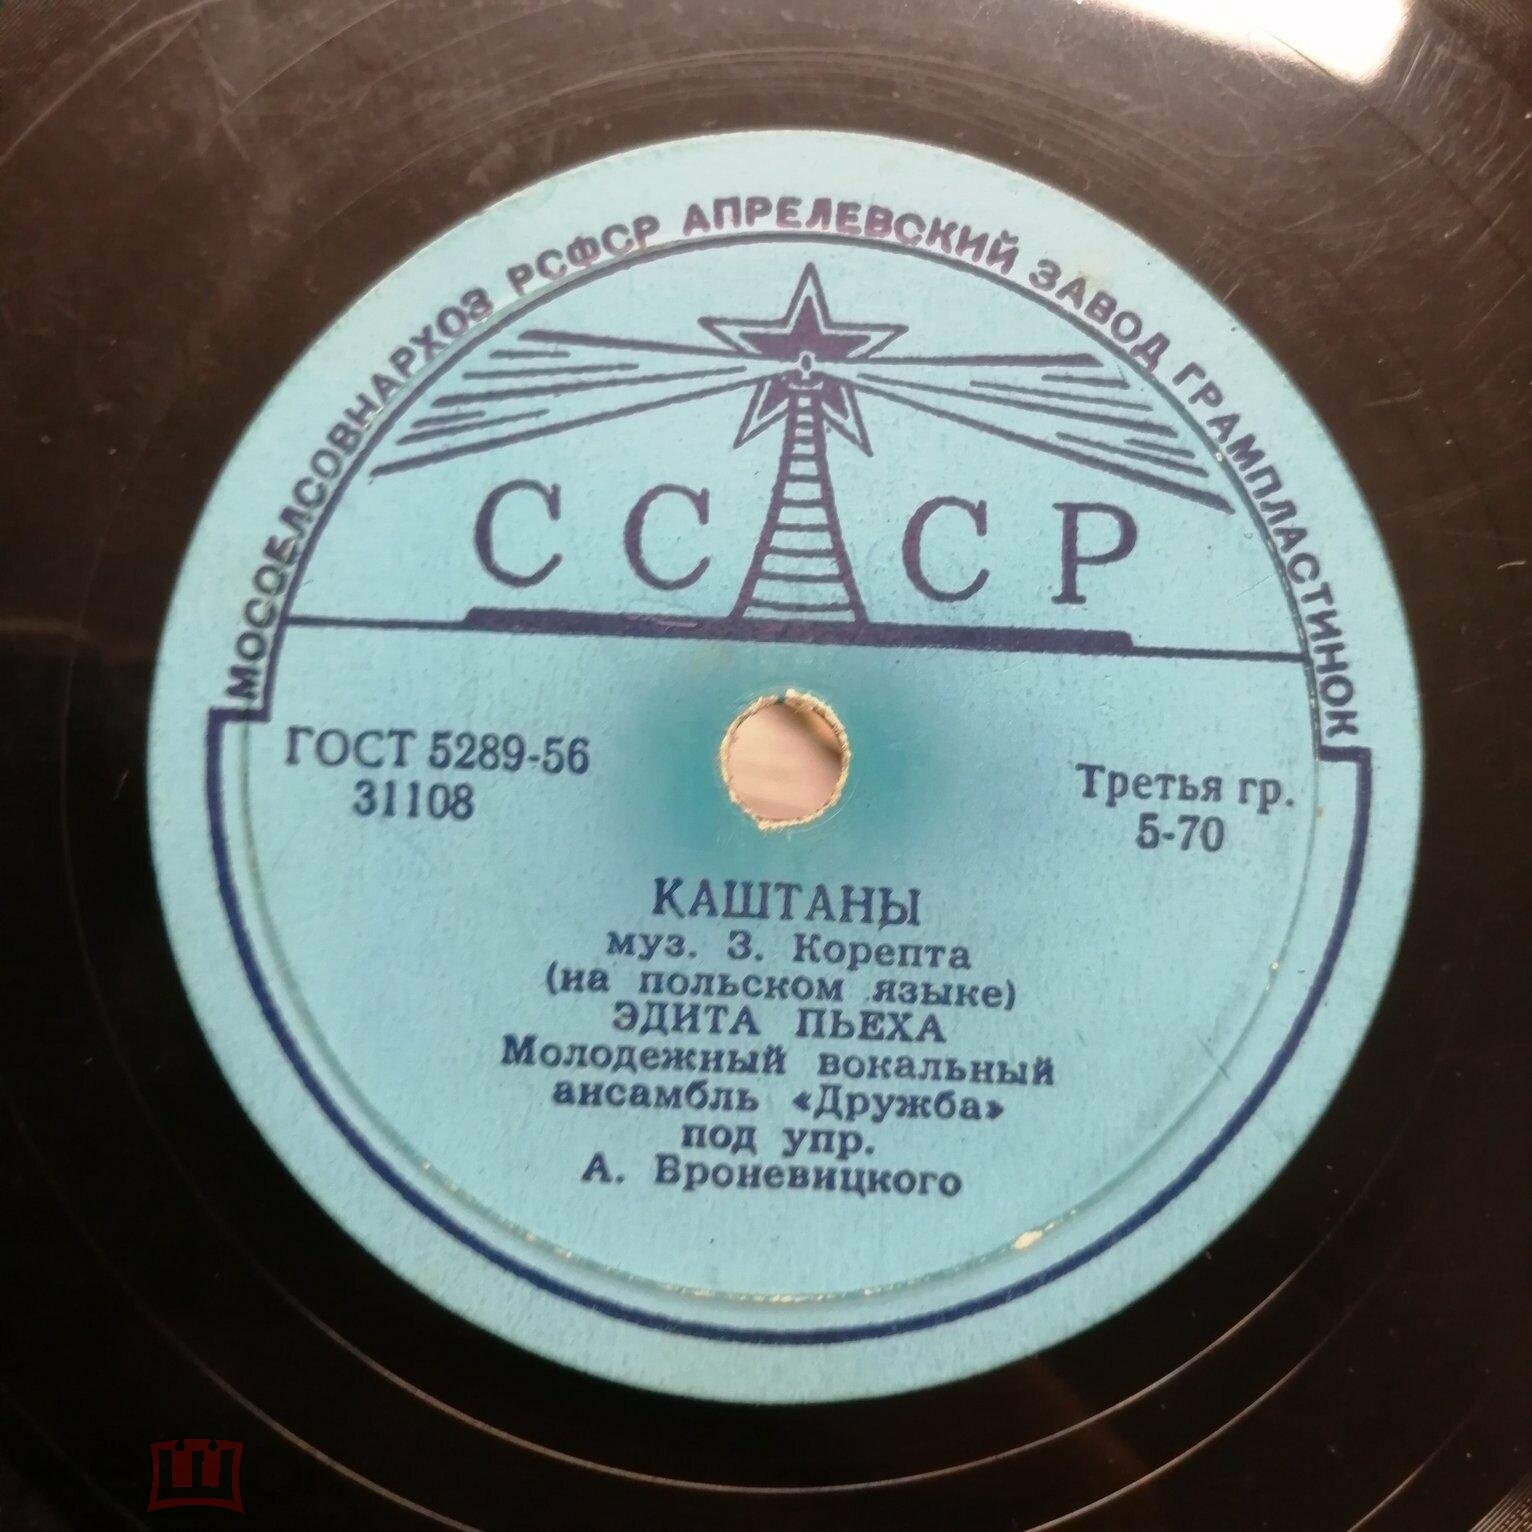 МОСОБЛСОВНАРХОЗ РСФСР АПРЕЛЕВСКИЙ ЗАВОД ГРАМПЛАСТИНОК
СССР
ГОСТ 5289-56
31108
Третья гр.
5-70
КАШТАНЫ
муз. З. Корепта
(на польском языке)
ЭДИТА ПЬЕХА
Молодежный вокальный
ансамбль «Дружба»
под упр.
А. Броневицкого